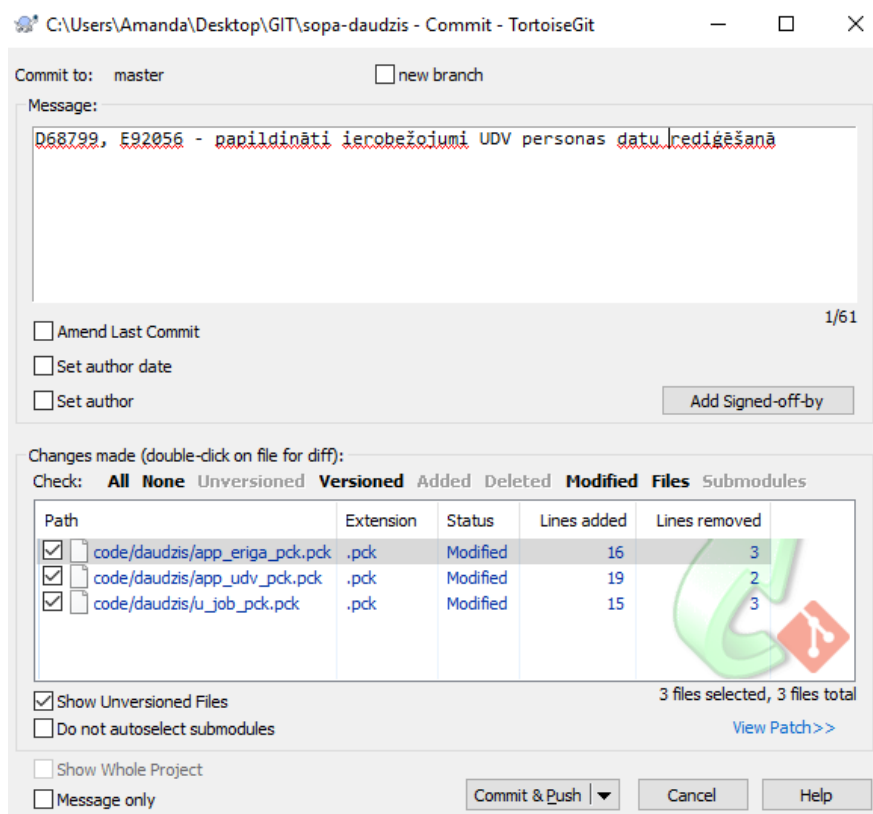 C:\Users\Amanda\Desktop\GIT\sopa-daudzis - Commit - TortoiseGit
Commit to: master new branch
Message:
D68799, E92056 - papildināti ierobežojumi UDV personas datu rediģēšanā
1/61
Amend Last Commit
Set author date
Set author
Add Signed-off-by
Changes made (double-click on file for diff):
Check: All None Unversioned Versioned Added Deleted Modified Files Submodules
Path Extension Status Lines added Lines removed
code/daudzis/app_eriga_pck.pck .pck Modified 16 3
code/daudzis/app_udv_pck.pck .pck Modified 19 2
code/daudzis/u_job_pck.pck .pck Modified 15 3
Show Unversioned Files
3 files selected, 3 files total
Do not autoselect submodules
View Patch>>
Show Whole Project
Message only
Commit & Push Cancel Help